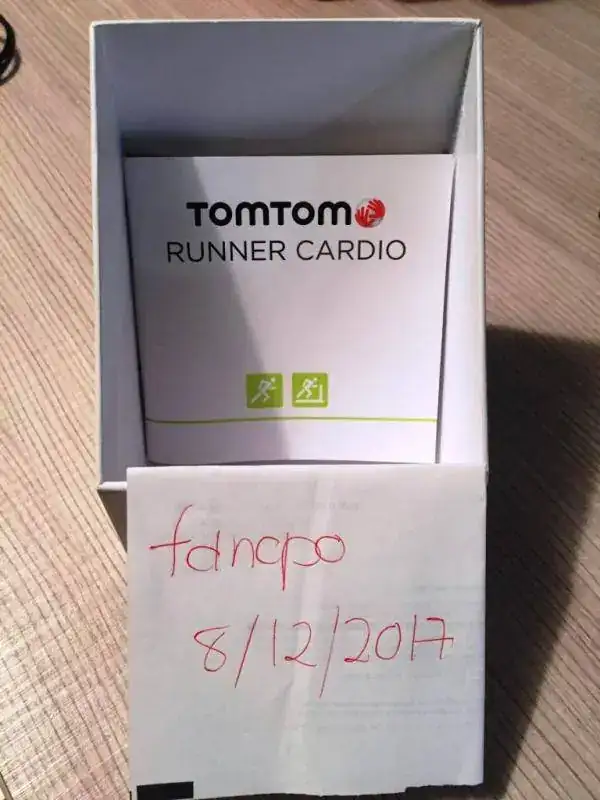 TOMTOM
RUNNER CARDIO
fdncpo
8/12/2017